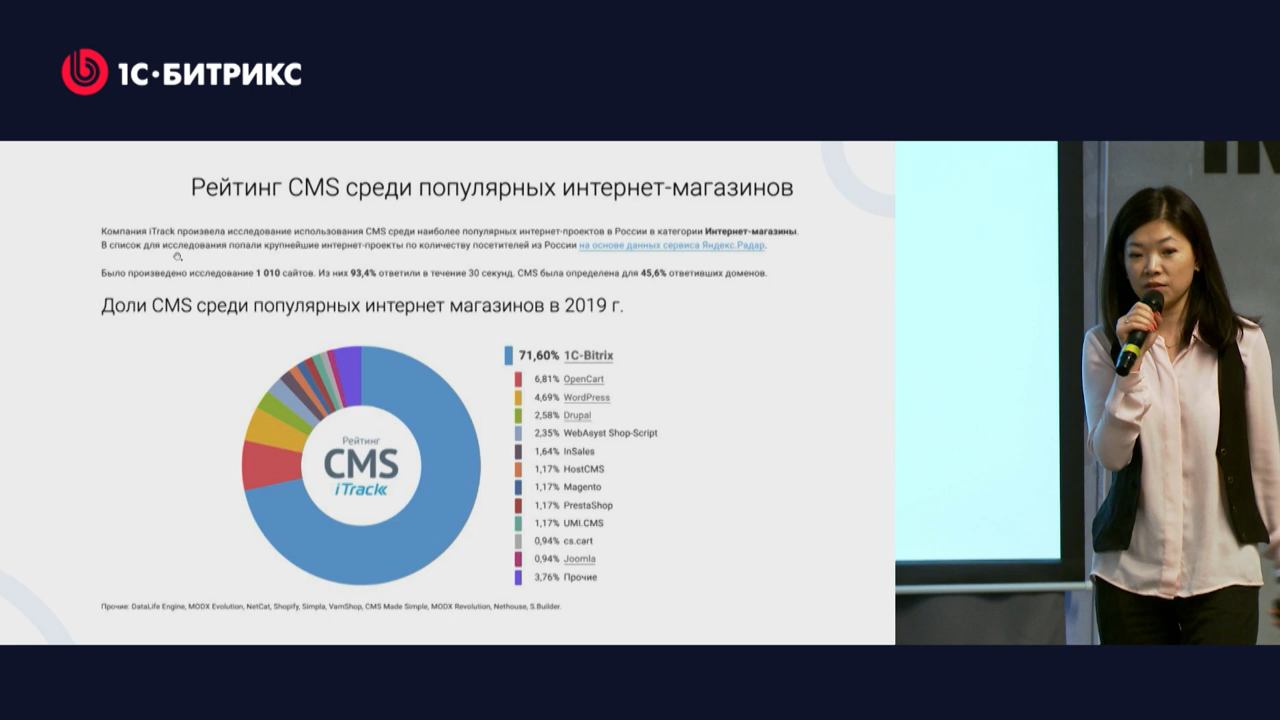 1С·БИТРИКС
Рейтинг CMS среди популярных интернет-магазинов
Компания iTrack произвела исследование использования CMS среди наиболее популярных интернет-проектов в России в категории Интернет-магазины.
В список для исследования попали крупнейшие интернет-проекты по количеству посетителей из России на основе данных сервиса Яндекс.Радар.
Было произведено исследование 1 010 сайтов. Из них 93,4% ответили в течение 30 секунд. CMS была определена для 45,6% ответивших доменов.
Доли CMS среди популярных интернет магазинов в 2019 г.
Рейтинг
CMS
iTrack
71,60% 1C-Bitrix
6,81% OpenCart
4,69% WordPress
2,58% Drupal
2,35% WebAsyst Shop-Script
1,64% InSales
1,17% HostCMS
1,17% Magento
1,17% PrestaShop
1,17% UMI.CMS
0,94% cs.cart
0,94% Joomla
3,76% Прочие
Прочие: DataLife Engine, MODX Evolution, NetCat, Shopify, Simpla, VamShop, CMS Made Simple, MODX Revolution, Nethouse, S.Builder.